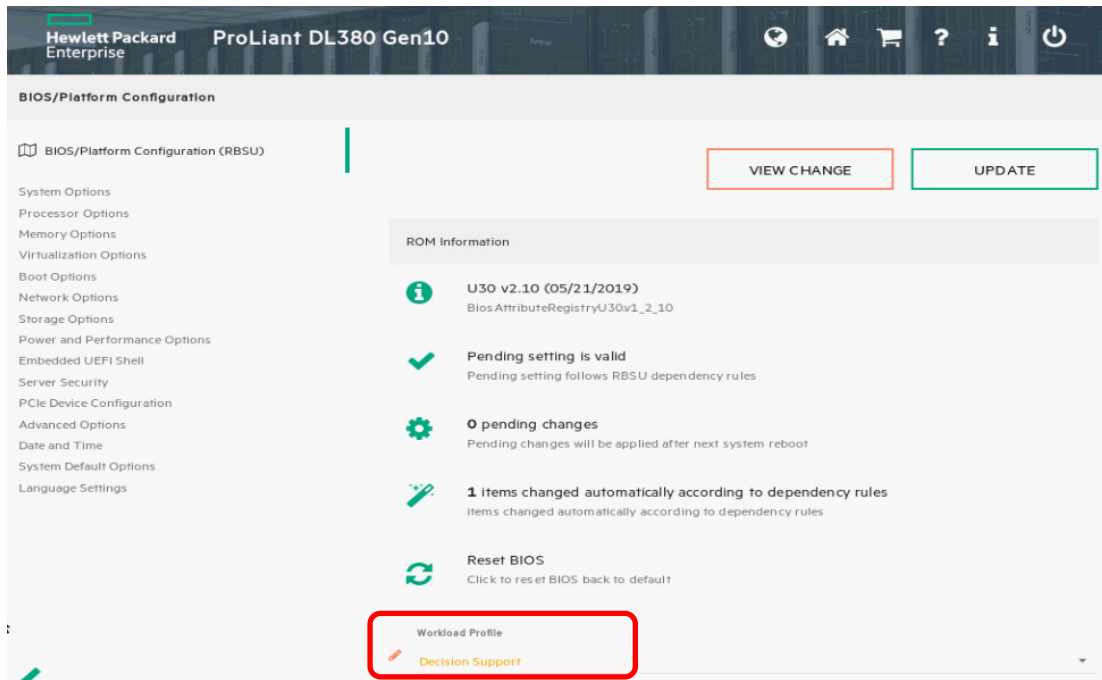 Hewlett Packard
Enterprise
ProLiant DL380 Gen10
BIOS/Platform Configuration
BIOS/Platform Configuration (RBSU)
System Options
Processor Options
Memory Options
Virtualization Options
Boot Options
Network Options
Storage Options
Power and Performance Options
Embedded UEFI Shell
Server Security
PCIe Device Configuration
Advanced Options
Date and Time
System Default Options
Language Settings
VIEW CHANGE
UPDATE
ROM Information
U30 v2.10 (05/21/2019)
BiosAttributeRegistryU30.v1_2_10
Pending setting is valid
Pending setting follows RBSU dependency rules
0 pending changes
Pending changes will be applied after next system reboot
1 items changed automatically according to dependency rules
items changed automatically according to dependency rules
Reset BIOS
Click to reset BIOS back to default
Workload Profile
Decision Support